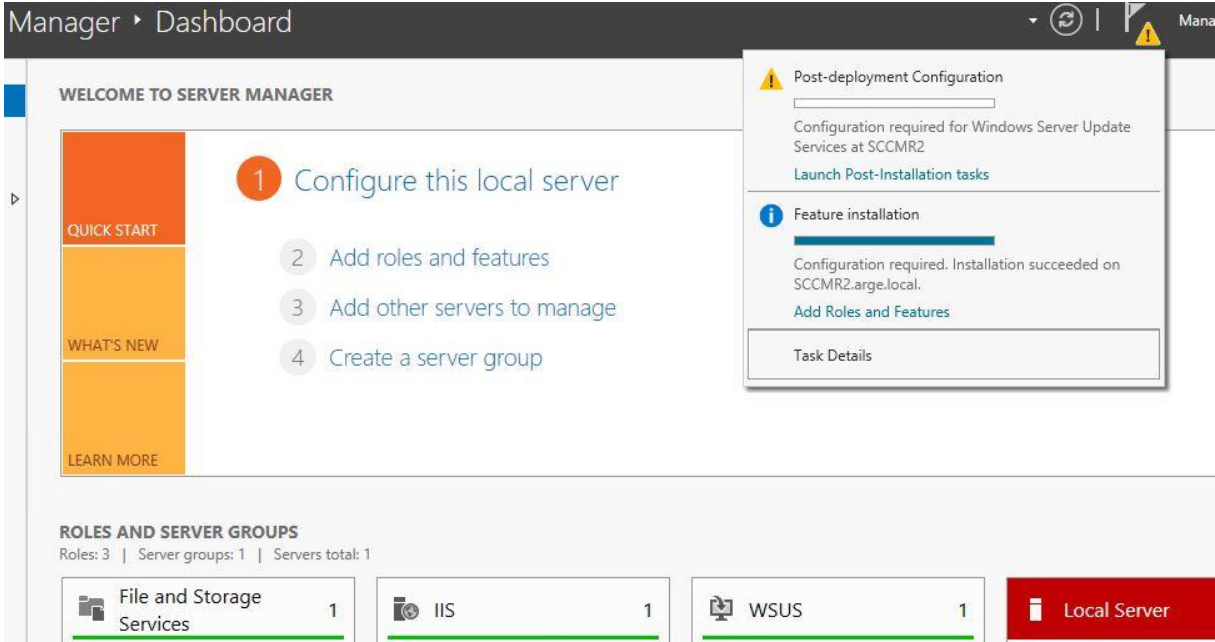 Manager ‣ Dashboard
Mana
WELCOME TO SERVER MANAGER
QUICK START
WHAT'S NEW
LEARN MORE
1 Configure this local server
2 Add roles and features
3 Add other servers to manage
4 Create a server group
Post-deployment Configuration
Configuration required for Windows Server Update
Services at SCCMR2
Launch Post-Installation tasks
Feature installation
Configuration required. Installation succeeded on
SCCMR2.arge.local.
Add Roles and Features
Task Details
ROLES AND SERVER GROUPS
Roles: 3 | Server groups: 1 | Servers total: 1
File and Storage
Services 1
IIS 1
WSUS 1
Local Server